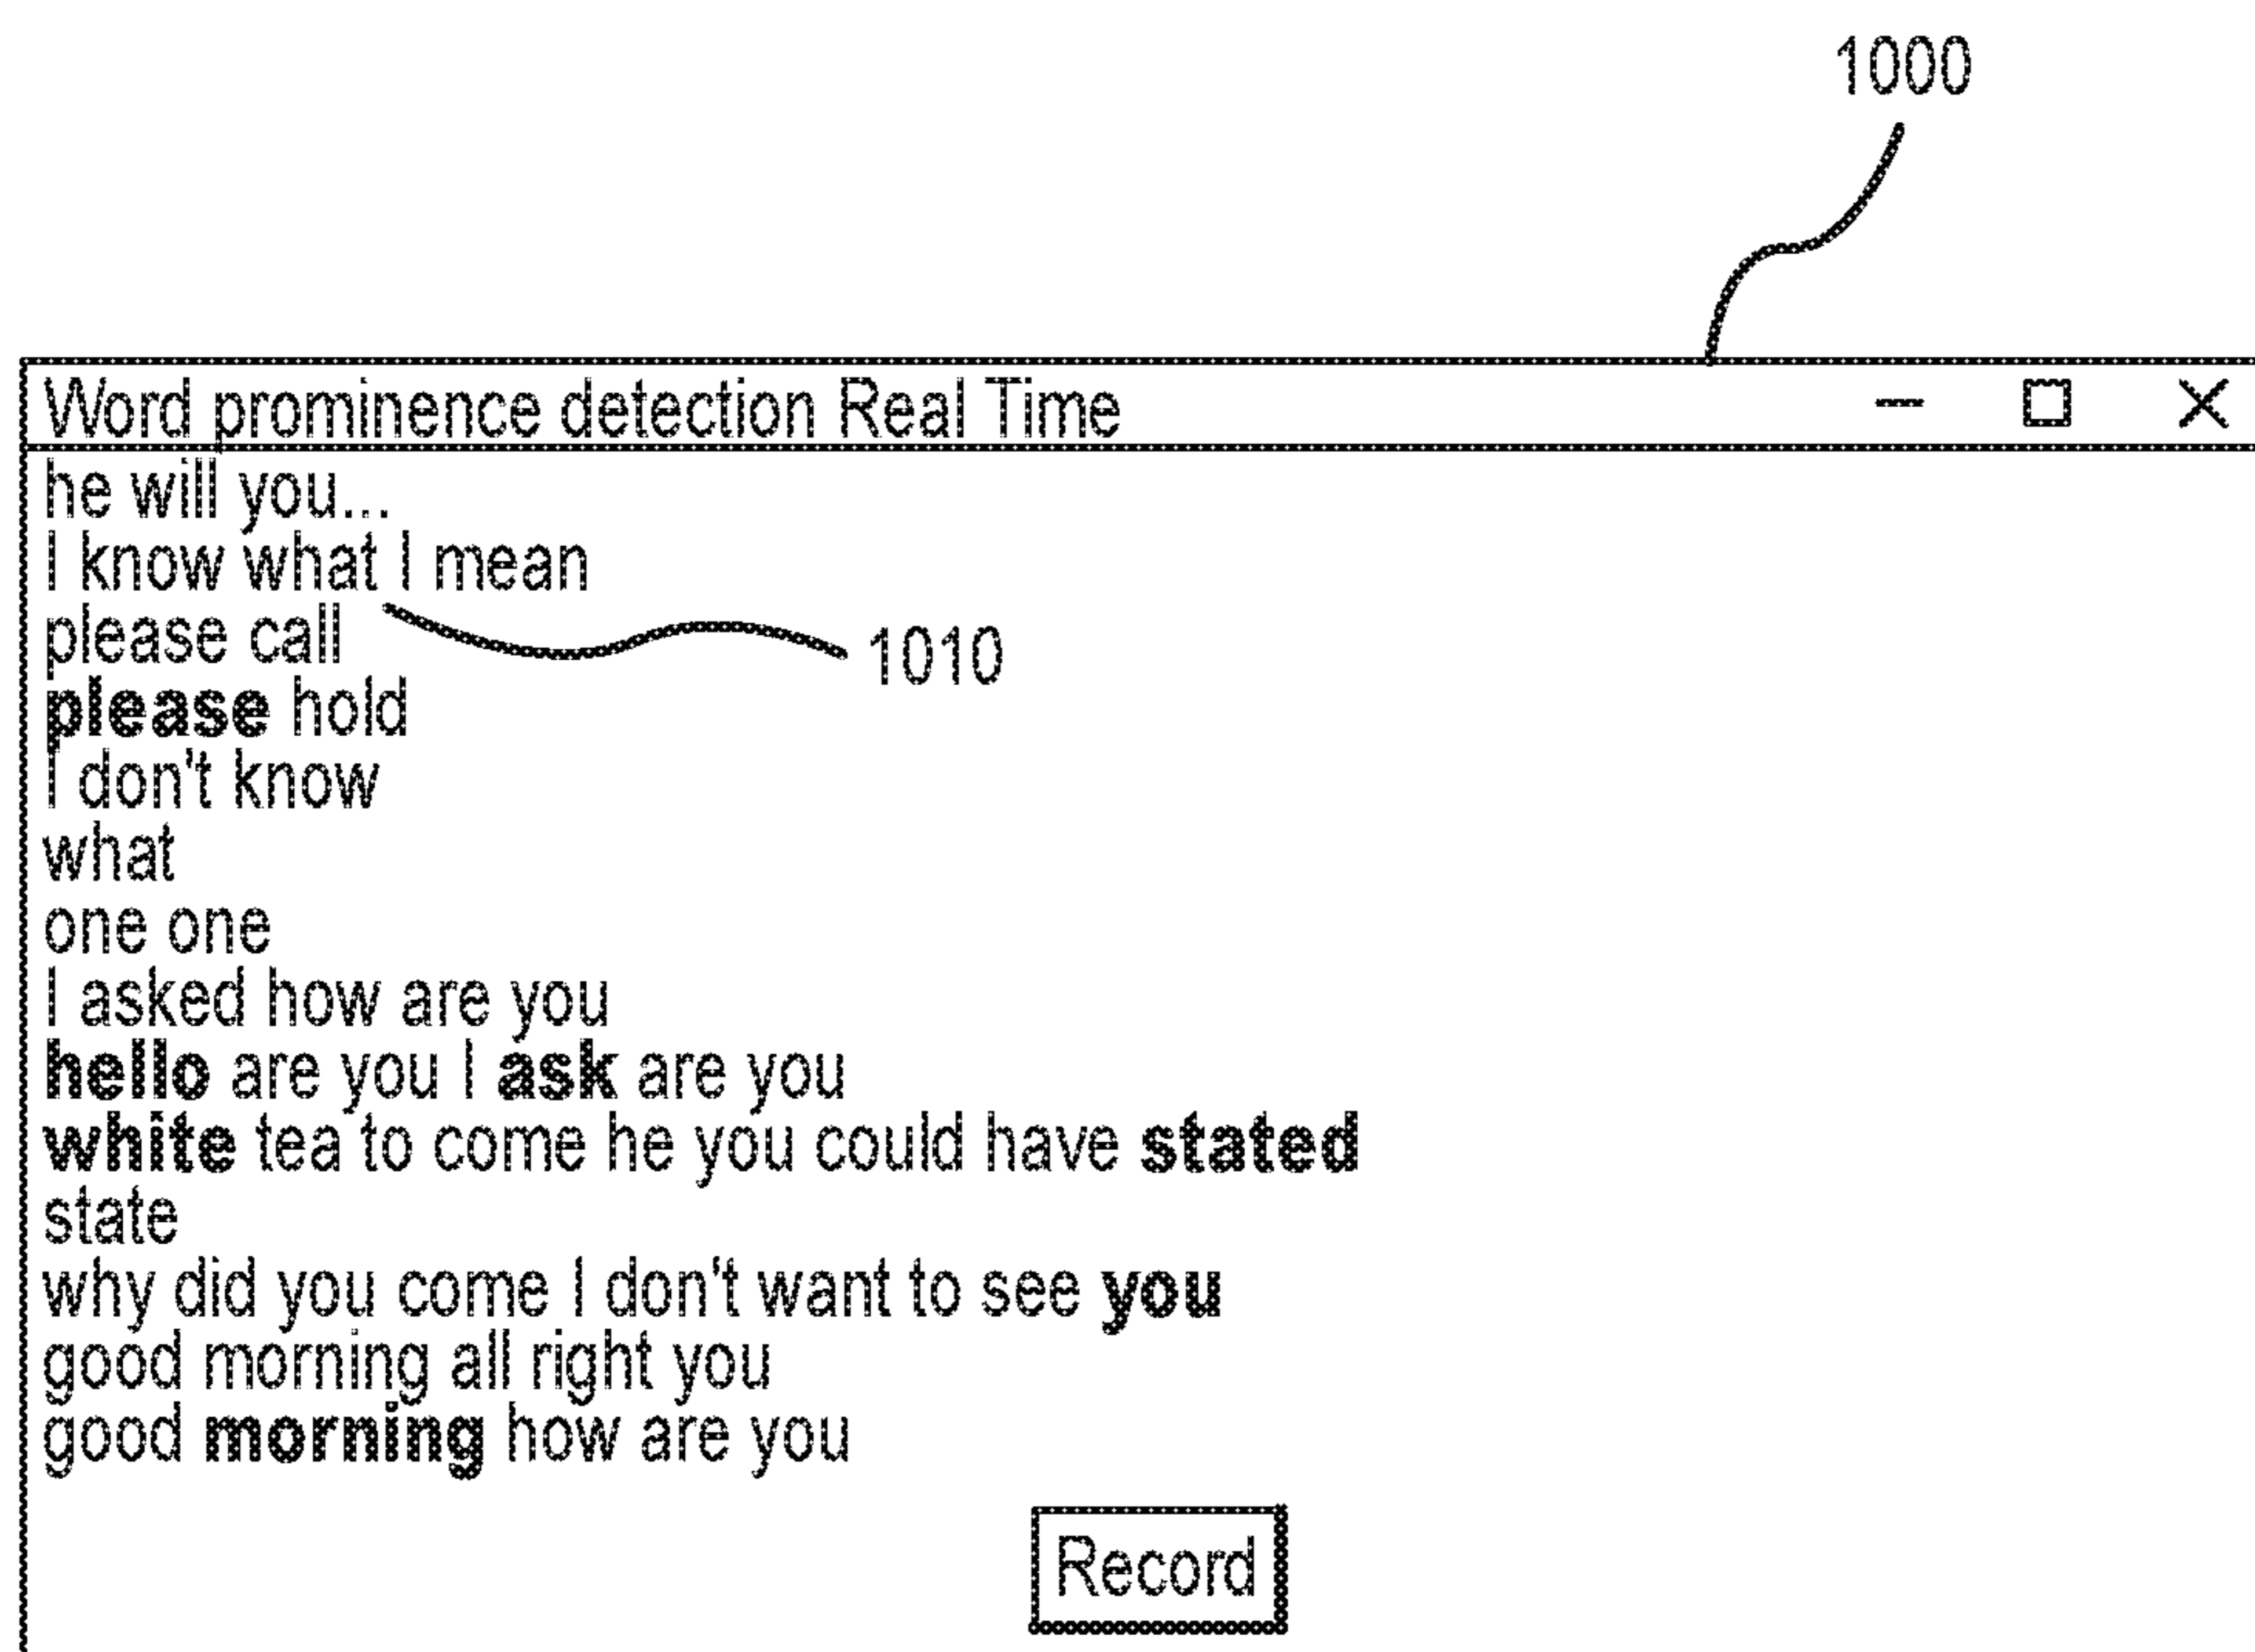 1000
Word prominence detection Real Time
he will you...
I know what I mean
please call
1010
please hold
I don't know
what
one one
I asked how are you
hello are you I ask are you
white tea to come he you could have stated
state
why did you come I don't want to see you
good morning all right you
good morning how are you
Record